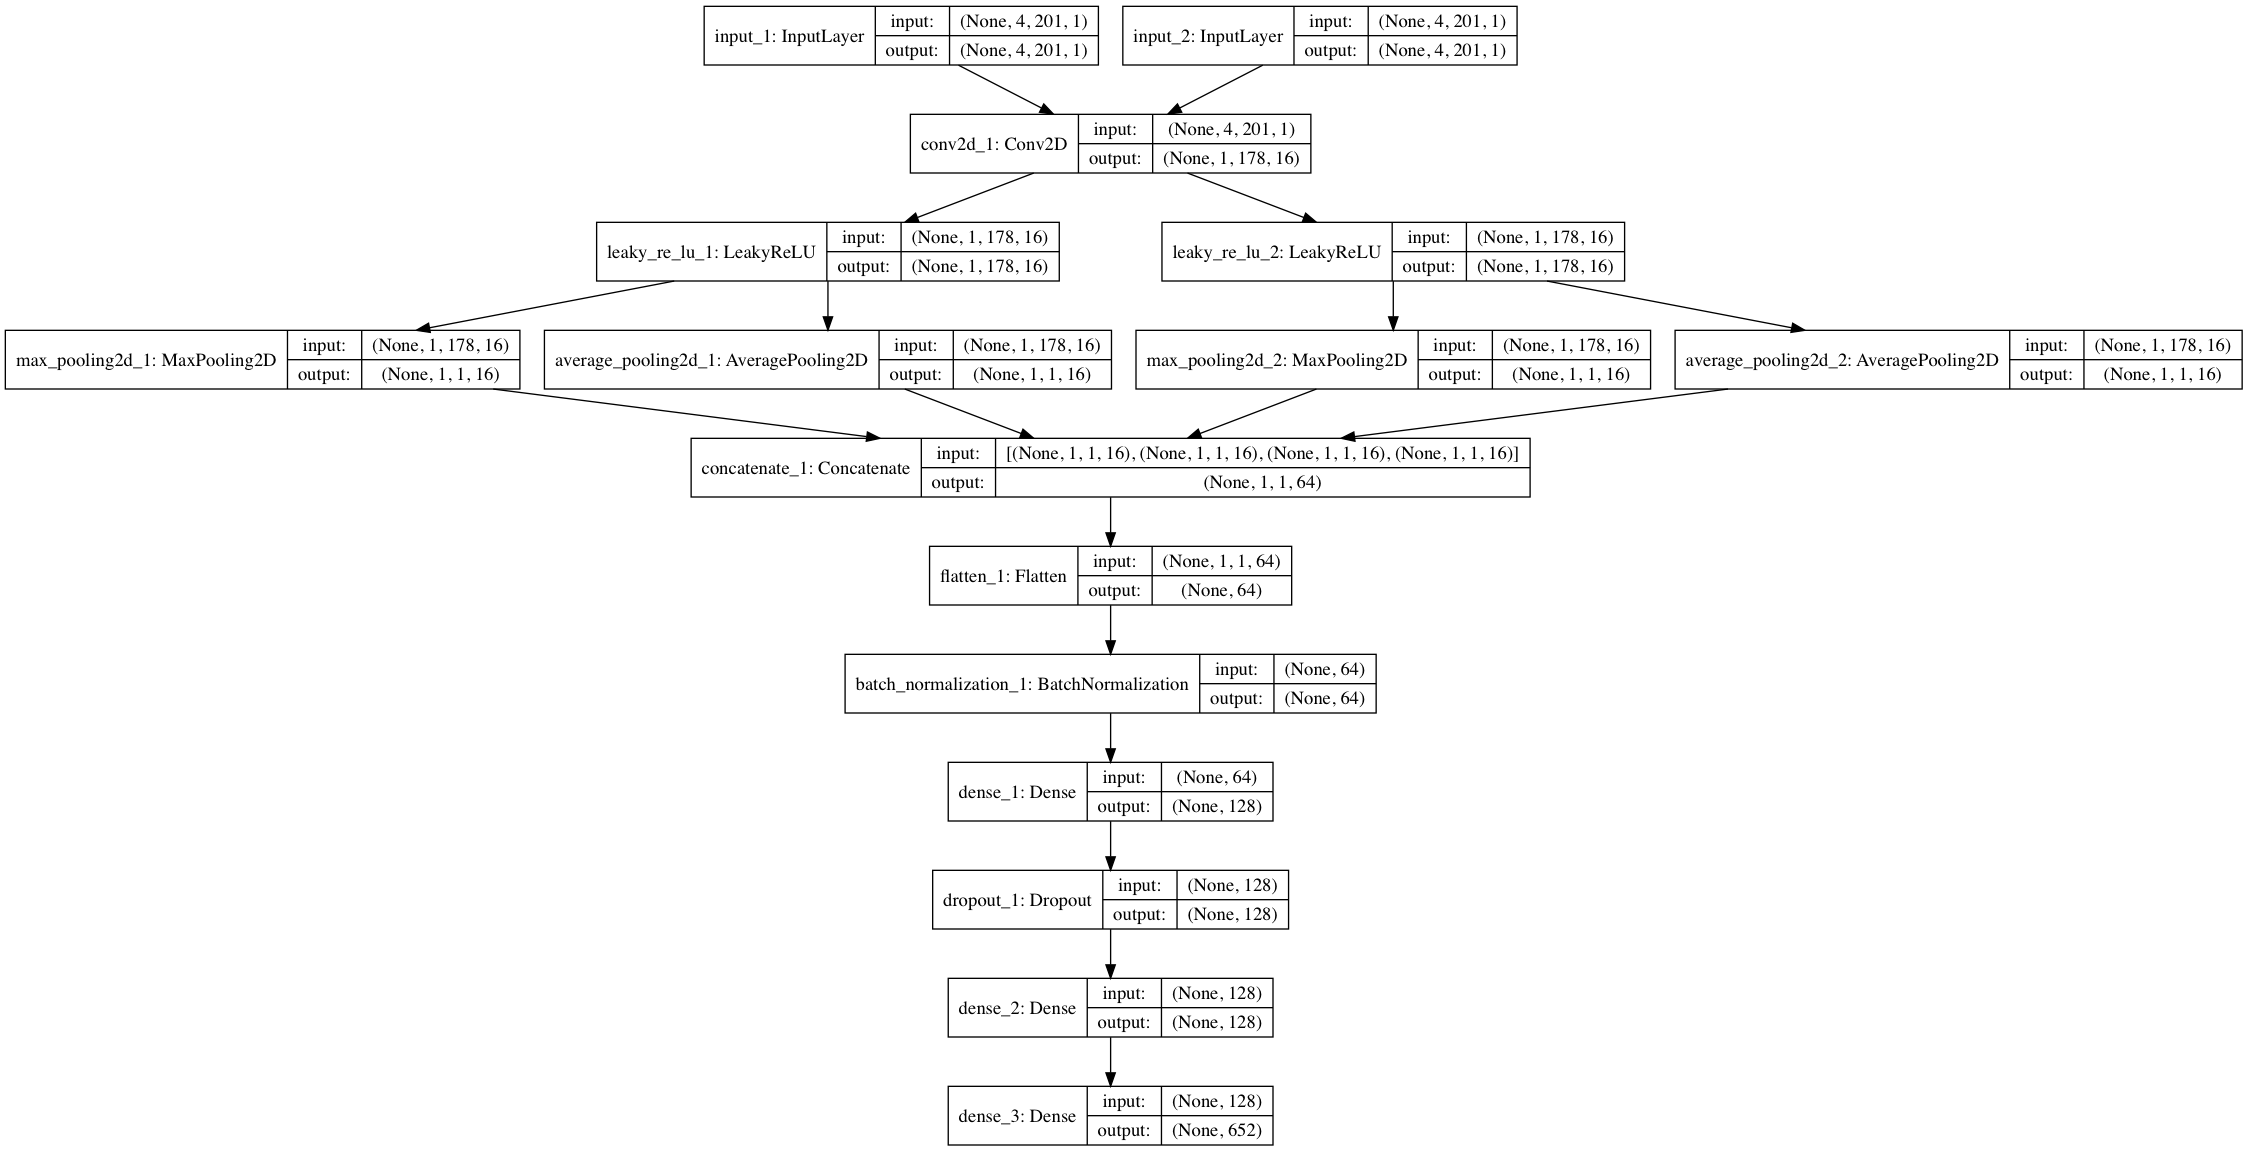 input_1: InputLayer
input: (None, 4, 201, 1)
output: (None, 4, 201, 1)
input_2: InputLayer
input: (None, 4, 201, 1)
output: (None, 4, 201, 1)
conv2d_1: Conv2D
input: (None, 4, 201, 1)
output: (None, 1, 178, 16)
leaky_re_lu_1: LeakyReLU
input: (None, 1, 178, 16)
output: (None, 1, 178, 16)
leaky_re_lu_2: LeakyReLU
input: (None, 1, 178, 16)
output: (None, 1, 178, 16)
max_pooling2d_1: MaxPooling2D
input: (None, 1, 178, 16)
output: (None, 1, 1, 16)
average_pooling2d_1: AveragePooling2D
input: (None, 1, 178, 16)
output: (None, 1, 1, 16)
max_pooling2d_2: MaxPooling2D
input: (None, 1, 178, 16)
output: (None, 1, 1, 16)
average_pooling2d_2: AveragePooling2D
input: (None, 1, 178, 16)
output: (None, 1, 1, 16)
concatenate_1: Concatenate
input: [(None, 1, 1, 16), (None, 1, 1, 16), (None, 1, 1, 16), (None, 1, 1, 16)]
output: (None, 1, 1, 64)
flatten_1: Flatten
input: (None, 1, 1, 64)
output: (None, 64)
batch_normalization_1: BatchNormalization
input: (None, 64)
output: (None, 64)
dense_1: Dense
input: (None, 64)
output: (None, 128)
dropout_1: Dropout
input: (None, 128)
output: (None, 128)
dense_2: Dense
input: (None, 128)
output: (None, 128)
dense_3: Dense
input: (None, 128)
output: (None, 652)